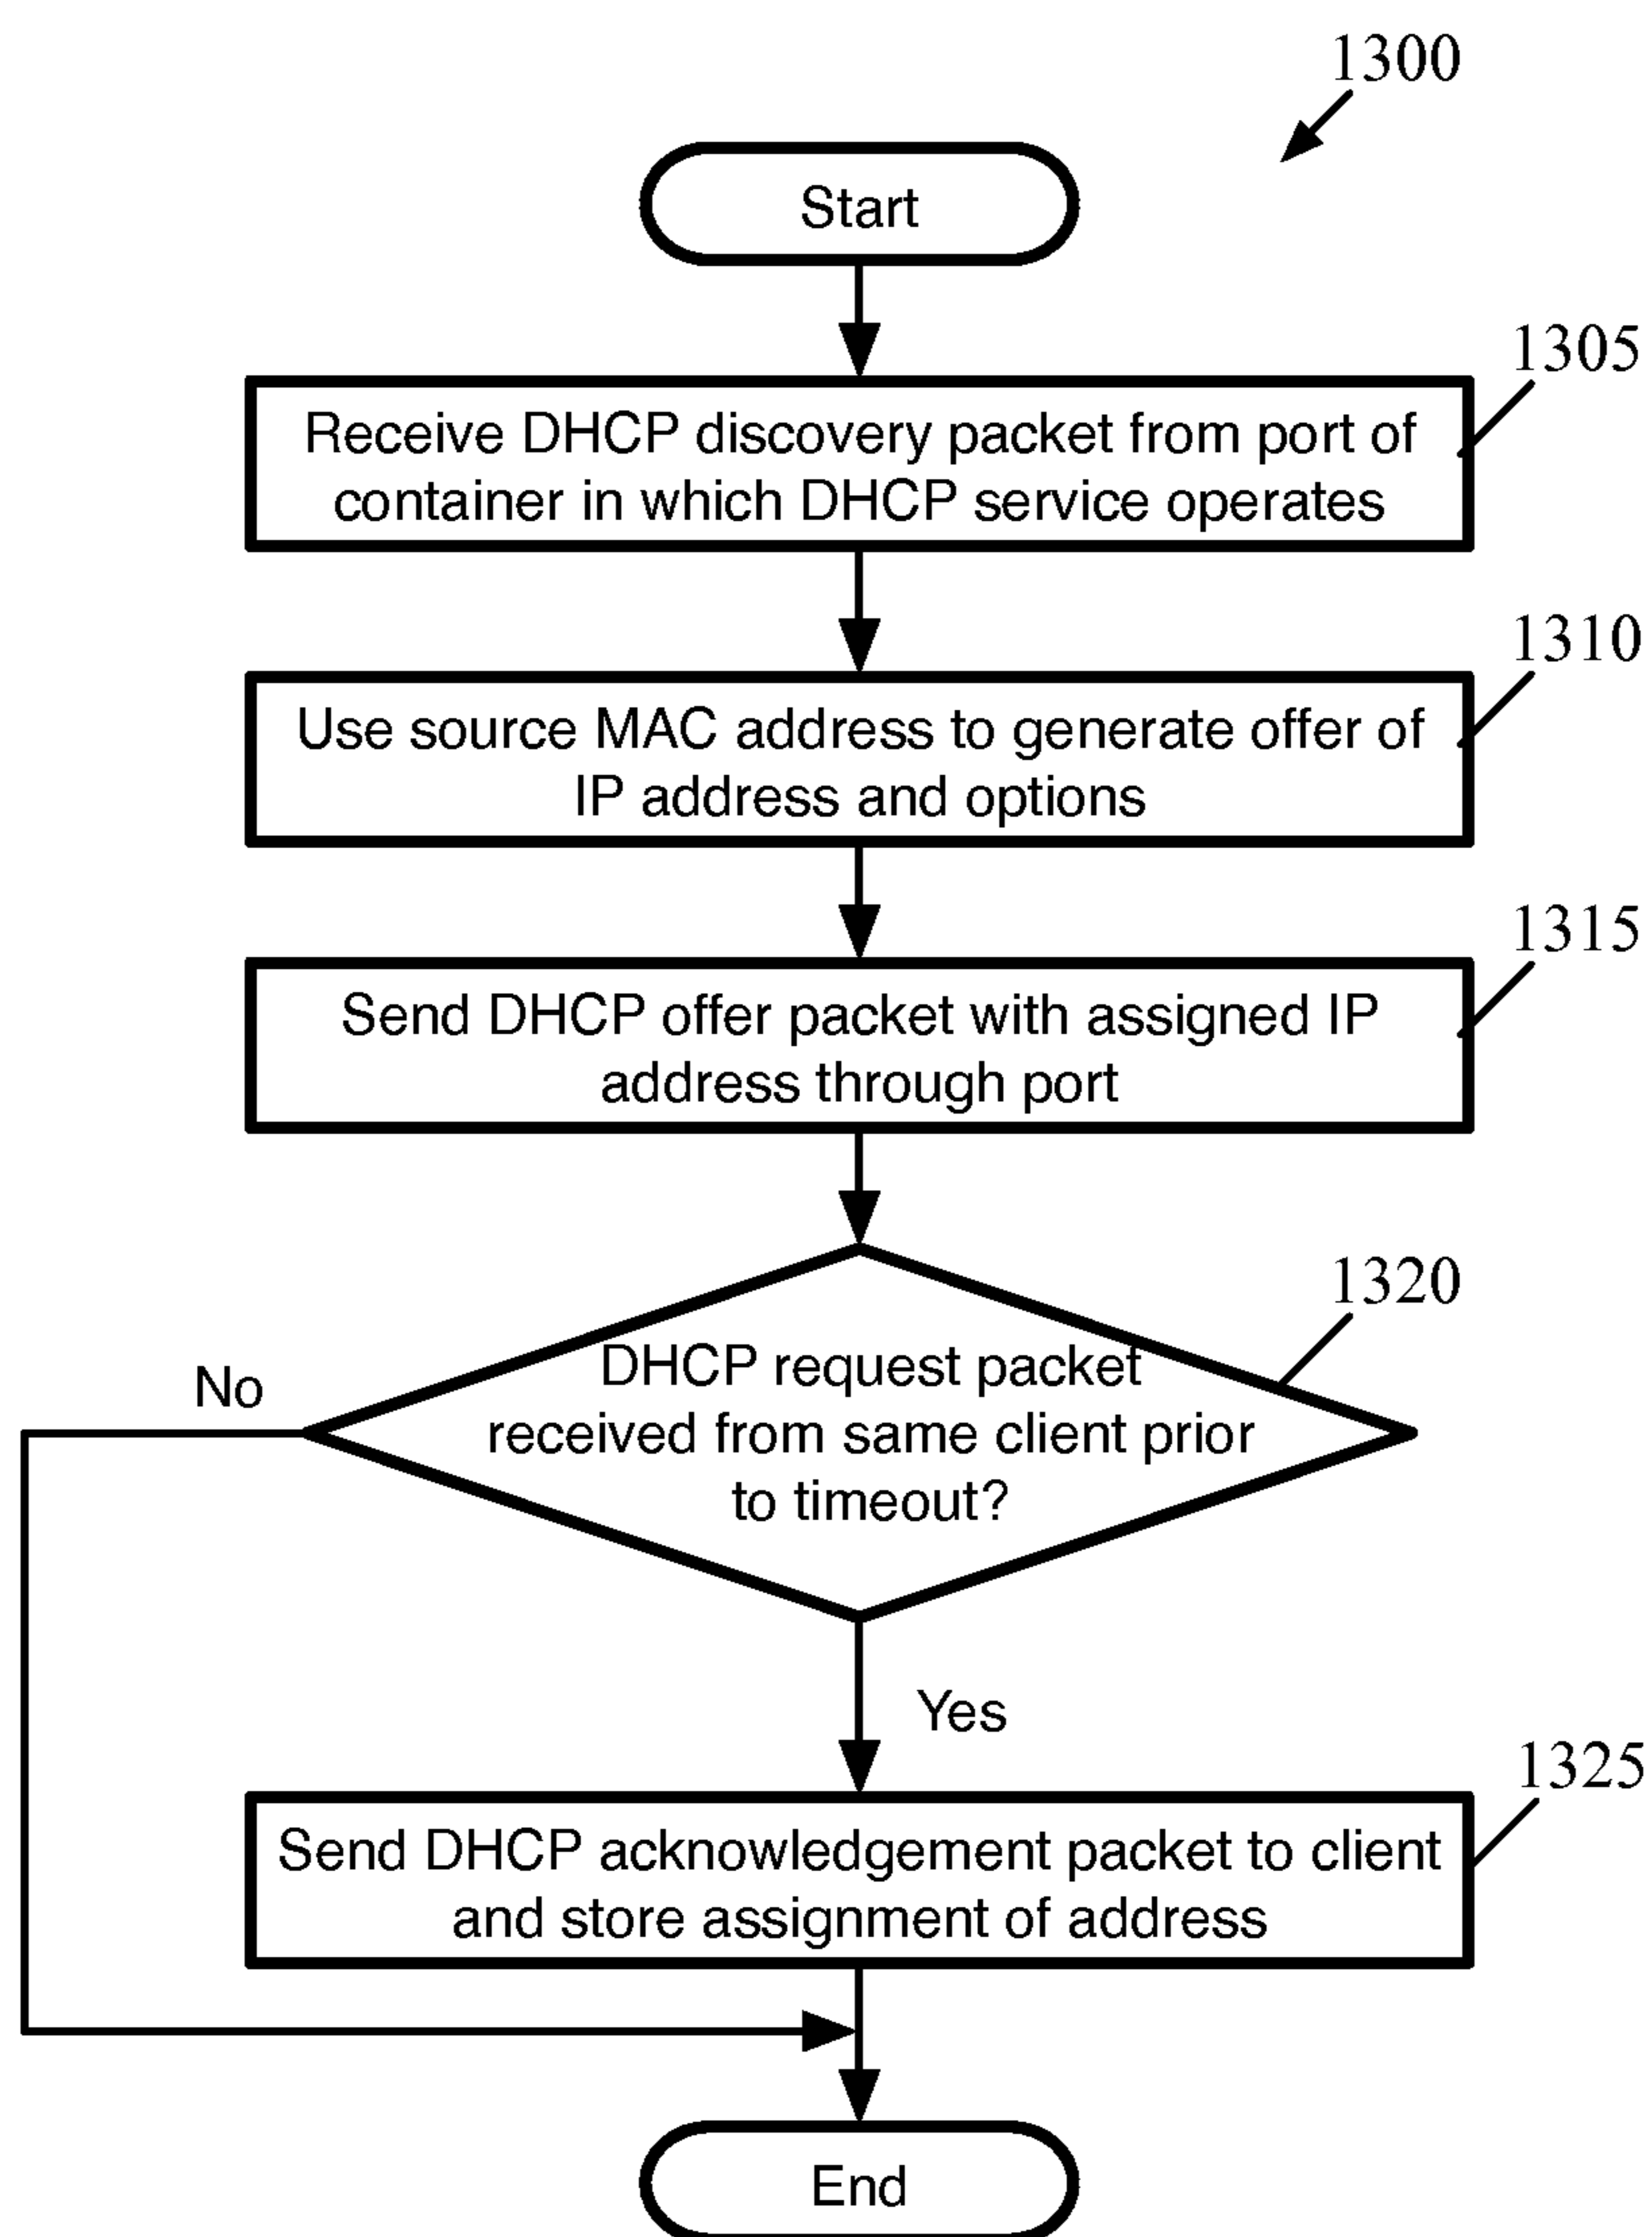 1300
Start
1305
Receive DHCP discovery packet from port of
container in which DHCP service operates
1310
Use source MAC address to generate offer of
IP address and options
1315
Send DHCP offer packet with assigned IP
address through port
1320
DHCP request packet
received from same client prior
to timeout?
No
Yes
1325
Send DHCP acknowledgement packet to client
and store assignment of address
End